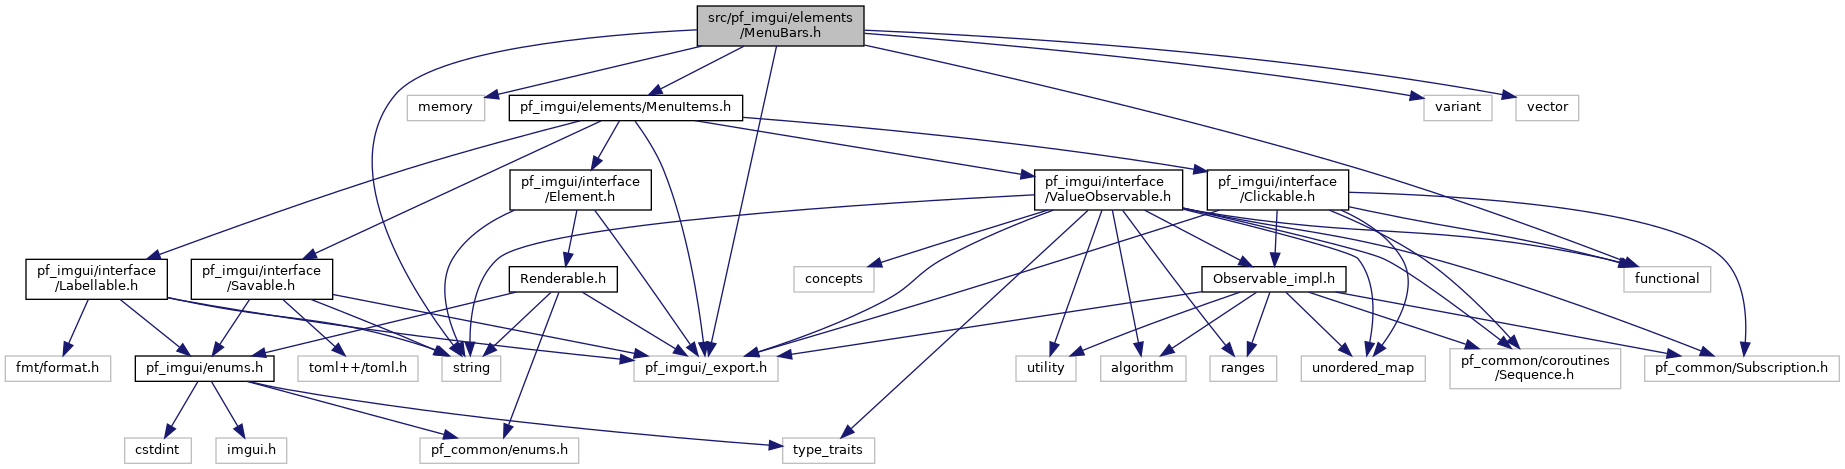 src/pf_imgui/elements
/MenuBars.h
memory
pf_imgui/elements/MenuItems.h
variant
vector
pf_imgui/interface
/Element.h
pf_imgui/interface
/ValueObservable.h
pf_imgui/interface
/Clickable.h
pf_imgui/interface
/Labellable.h
pf_imgui/interface
/Savable.h
Renderable.h
concepts
Observable_impl.h
functional
fmt/format.h
pf_imgui/enums.h
toml++/toml.h
string
pf_imgui/_export.h
utility
algorithm
ranges
unordered_map
pf_common/coroutines
/Sequence.h
pf_common/Subscription.h
cstdint
imgui.h
pf_common/enums.h
type_traits